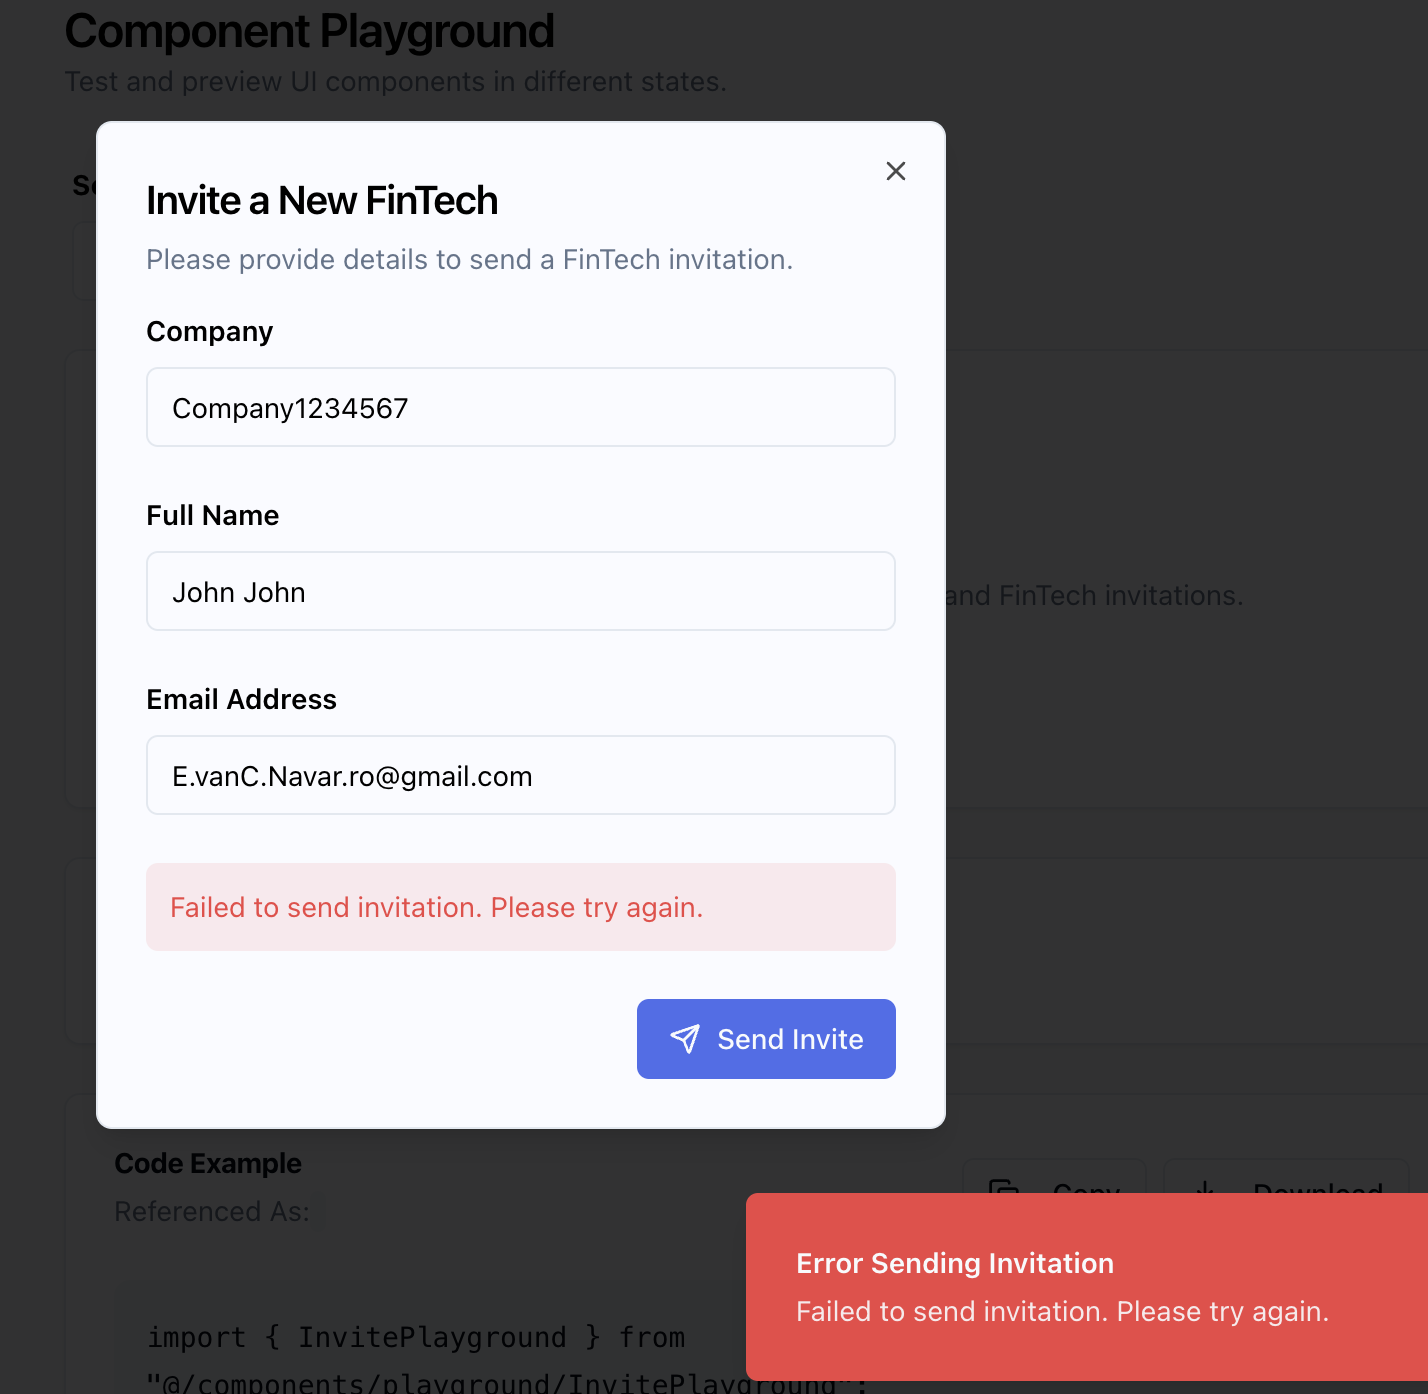 Component Playground
Test and preview UI components in different states.
Invite a New FinTech
Please provide details to send a FinTech invitation.
Company
Company1234567
Full Name
John John
and FinTech invitations.
Email Address
E.vanC.Navar.ro@gmail.com
Failed to send invitation. Please try again.
Send Invite
Code Example
Copy
Download
Referenced As:
Error Sending Invitation
Failed to send invitation. Please try again.
import { InvitePlayground } from
"@/components/playground/InvitePlayground";